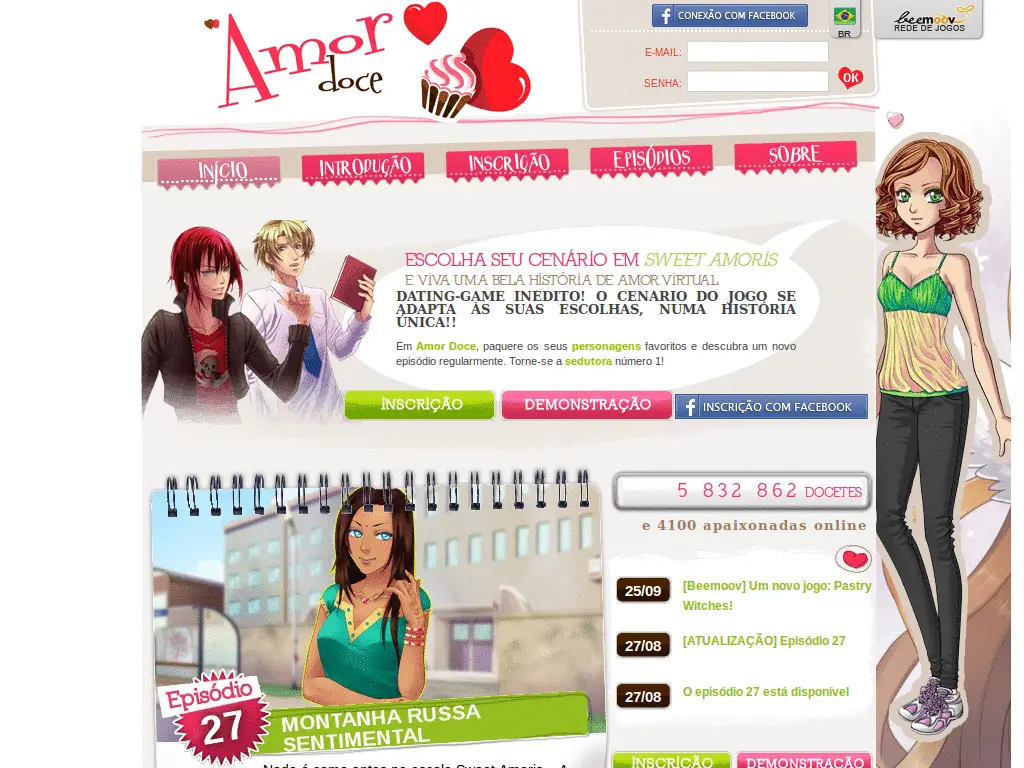 Amor
doce
CONEXÃO COM FACEBOOK
BR
beemoov
REDE DE JOGOS
E-MAIL:
SENHA:
OK
INÍCIO
INTRODUÇÃO
INSCRIÇÃO
EPISÓDIOS
SOBRE
ESCOLHA SEU CENÁRIO EM SWEET AMORIS
E VIVA UMA BELA HISTÓRIA DE AMOR VIRTUAL
DATING-GAME INEDITO! O CENARIO DO JOGO SE
ADAPTA ÀS SUAS ESCOLHAS, NUMA HISTÓRIA
ÚNICA!!
Em Amor Doce, paquere os seus personagens favoritos e descubra um novo
episódio regularmente. Torne-se a sedutora número 1!
INSCRIÇÃO
DEMONSTRAÇÃO
INSCRIÇÃO COM FACEBOOK
5 832 862 DOCETES
e 4100 apaixonadas online
25/09
[Beemoov] Um novo jogo: Pastry
Witches!
27/08
[ATUALIZAÇÃO] Episódio 27
27/08
O episódio 27 está disponível
Episódio
27
MONTANHA RUSSA
SENTIMENTAL
Nada é como antes na escola Sweet Amoris... A
INSCRIÇÃO
DEMONSTRAÇÃO